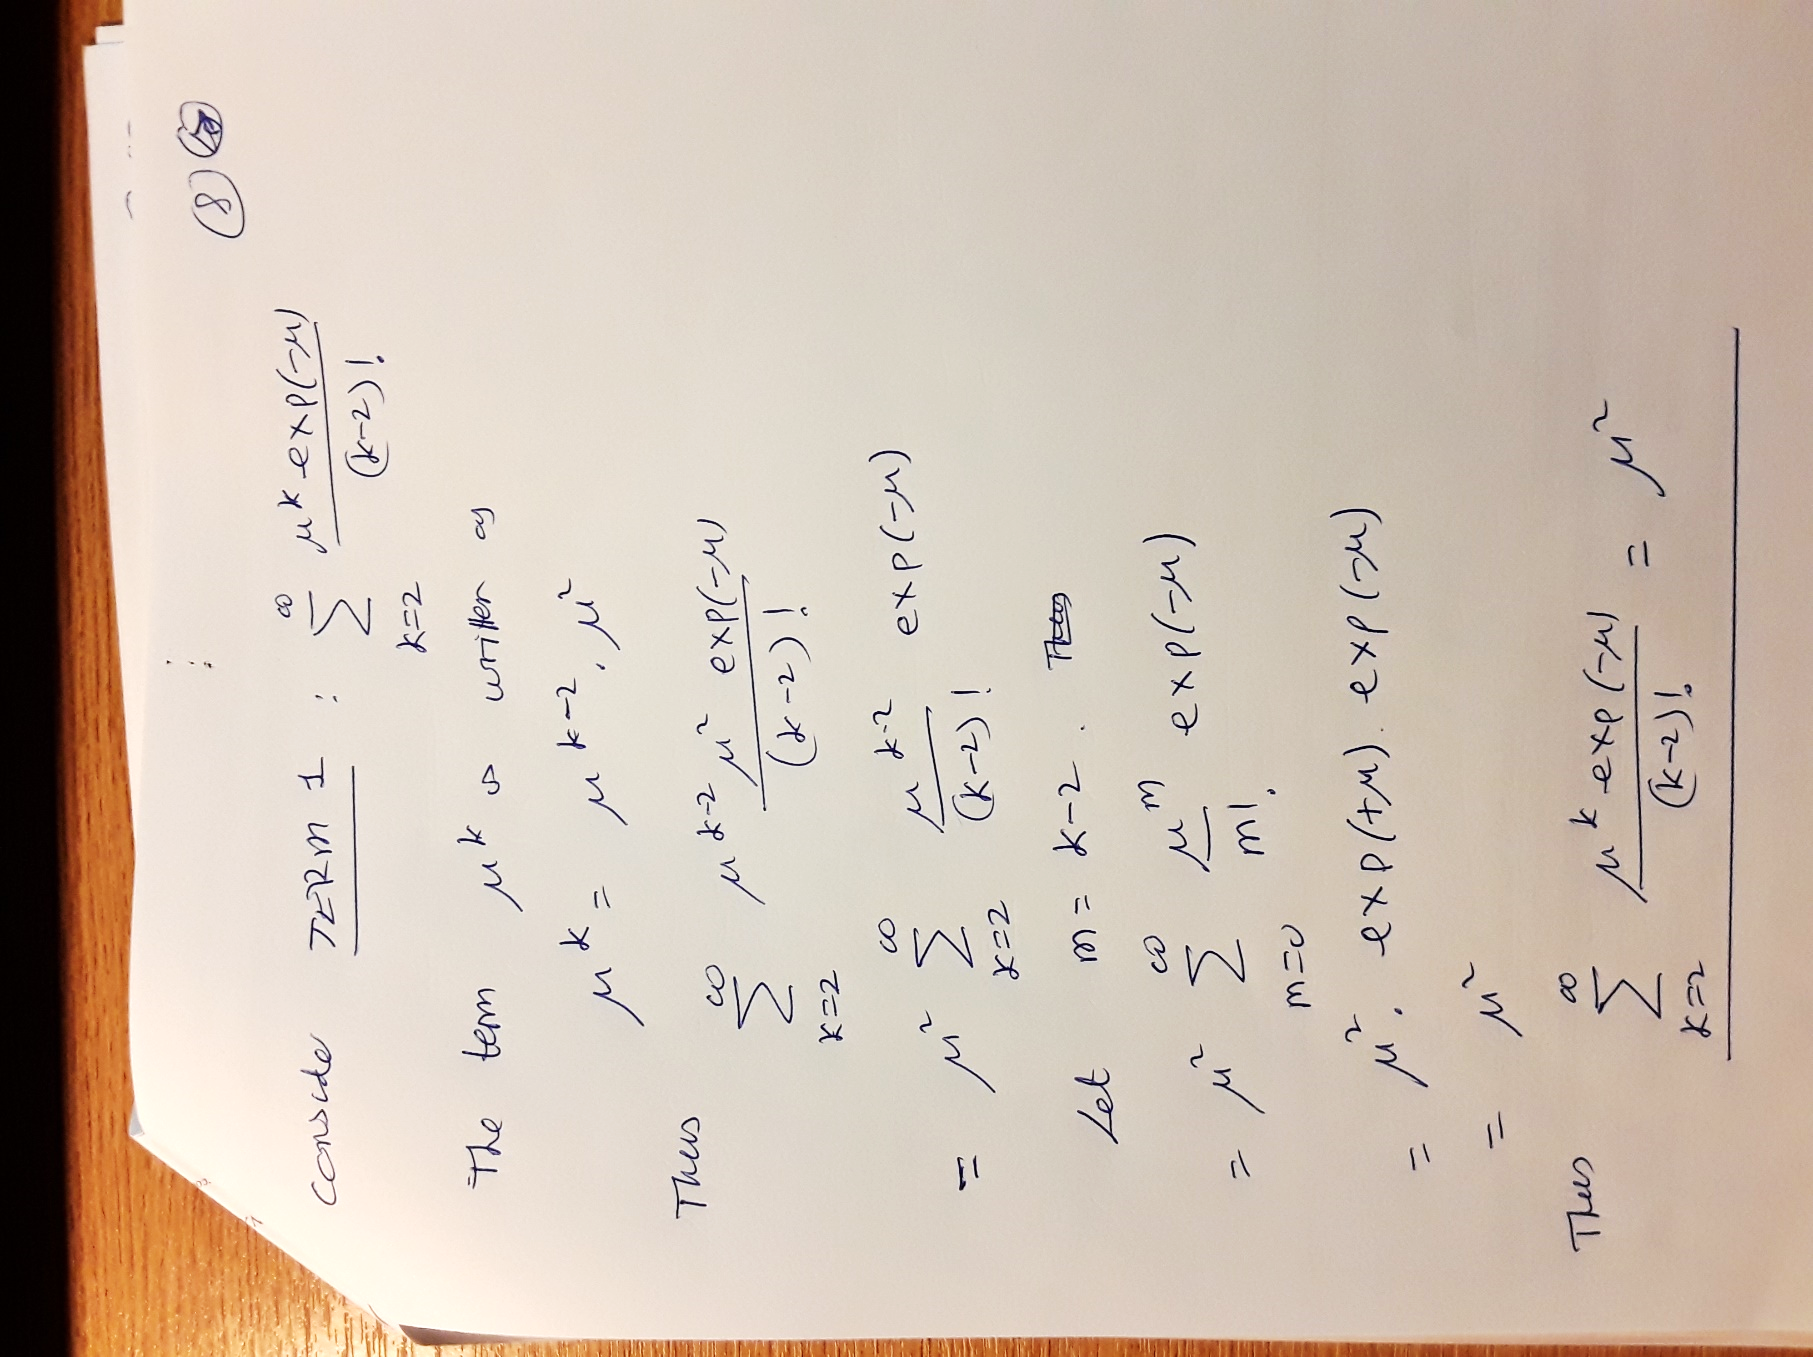 (8)
Conside TERM 1 : ∞ ∑ k=2 μ^k exp(-μ) / (k-2)!
The term μ^k is written as
μ^k = μ^(k-2) . μ^2
Thus ∞ ∑ k=2 μ^(k-2) μ^2 exp(-μ) / (k-2)!
= μ^2 ∞ ∑ k=2 μ^(k-2) / (k-2)! exp(-μ)
Let m = k-2 .
= μ^2 ∞ ∑ m=0 μ^m / m! exp(-μ)
= μ^2 . exp(+μ) . exp(-μ)
= μ^2
Thus ∞ ∑ k=2 μ^k exp(-μ) / (k-2)! = μ^2